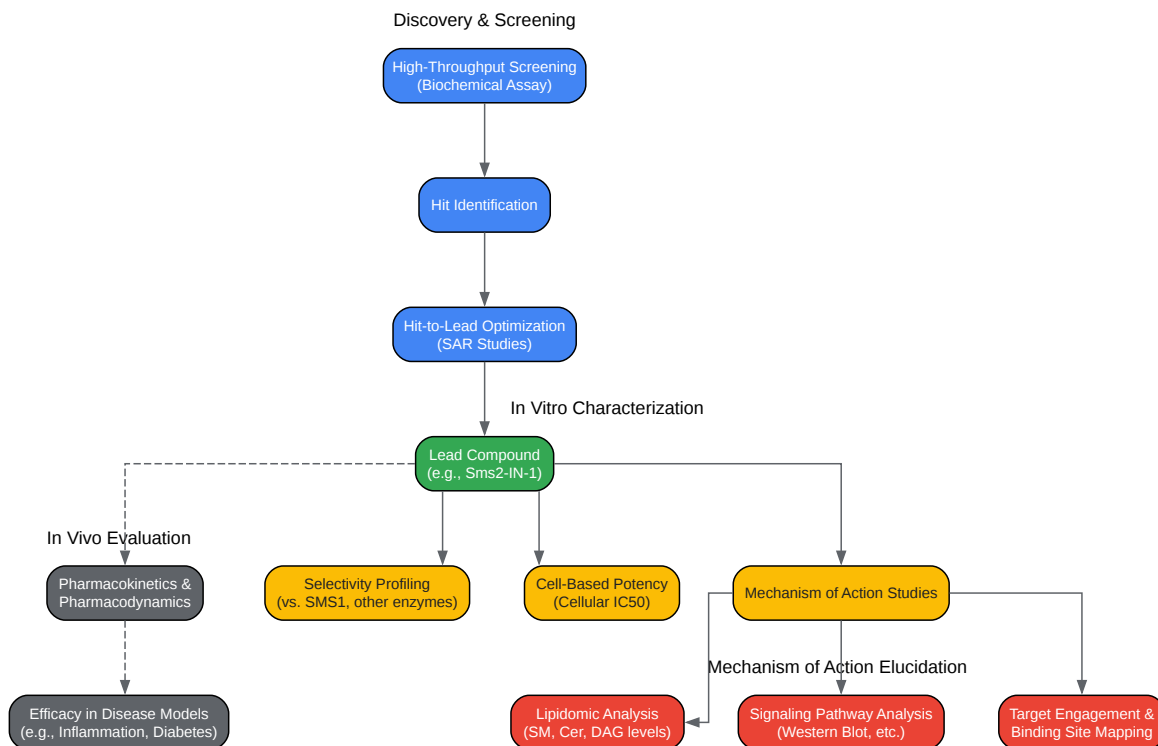 Discovery & Screening
High-Throughput Screening
(Biochemical Assay)
Hit Identification
Hit-to-Lead Optimization
(SAR Studies)
In Vitro Characterization
Lead Compound
(e.g., Sms2-IN-1)
In Vivo Evaluation
Pharmacokinetics &
Pharmacodynamics
Selectivity Profiling
(vs. SMS1, other enzymes)
Cell-Based Potency
(Cellular IC50)
Mechanism of Action Studies
Mechanism of Action Elucidation
Efficacy in Disease Models
(e.g., Inflammation, Diabetes)
Lipidomic Analysis
(SM, Cer, DAG levels)
Signaling Pathway Analysis
(Western Blot, etc.)
Target Engagement &
Binding Site Mapping